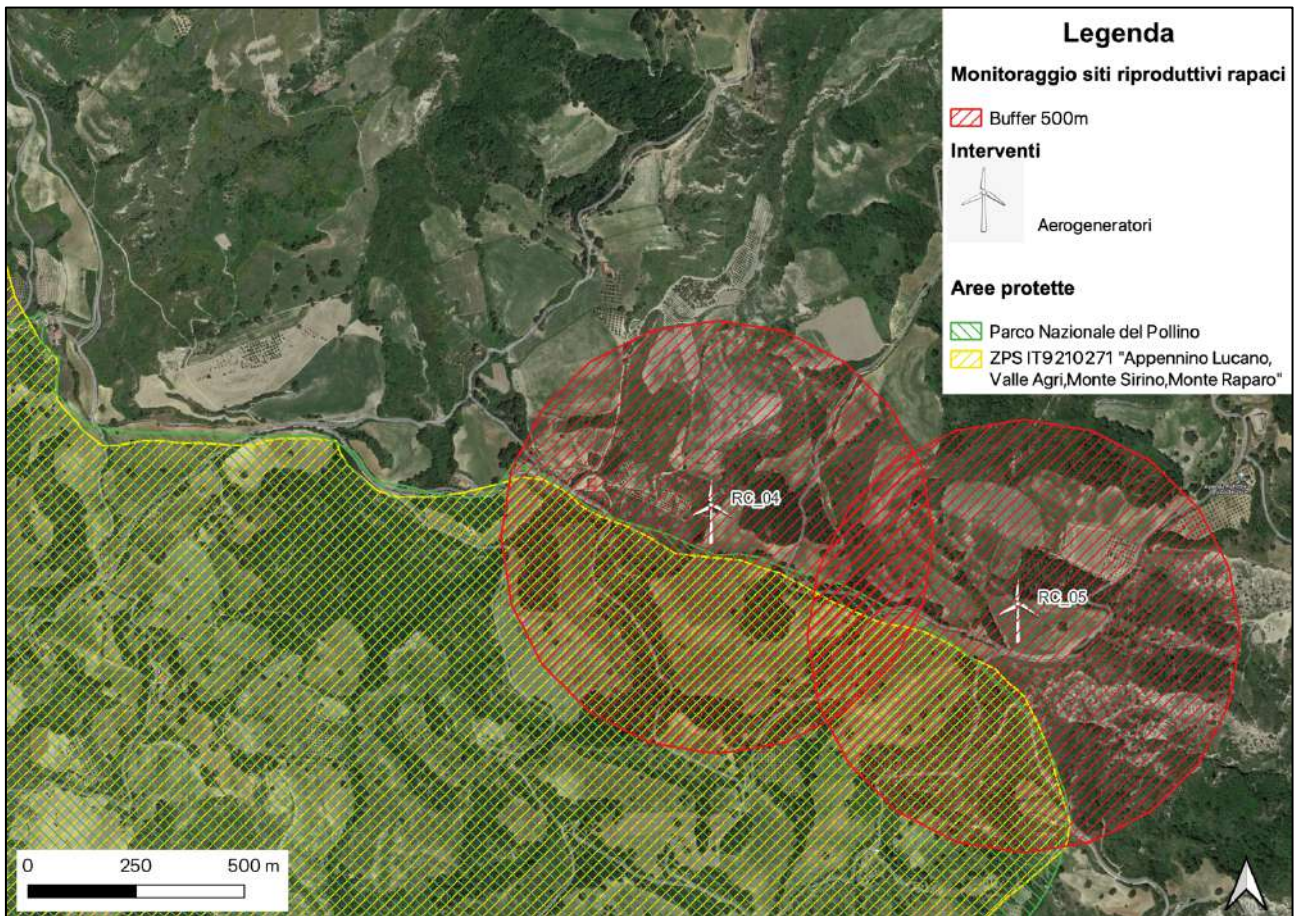 Legenda
Monitoraggio siti riproduttivi rapaci
Buffer 500m
Interventi
Aerogeneratori
Aree protette
Parco Nazionale del Pollino
ZPS IT9210271 "Appennino Lucano,
Valle Agri,Monte Sirino,Monte Raparo"
RC_04
RC_05
0 250 500 m